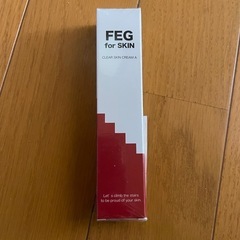 FEG
for SKIN
CLEAR SKIN CREAM A
Let's climb the stairs
to be proud of your skin.